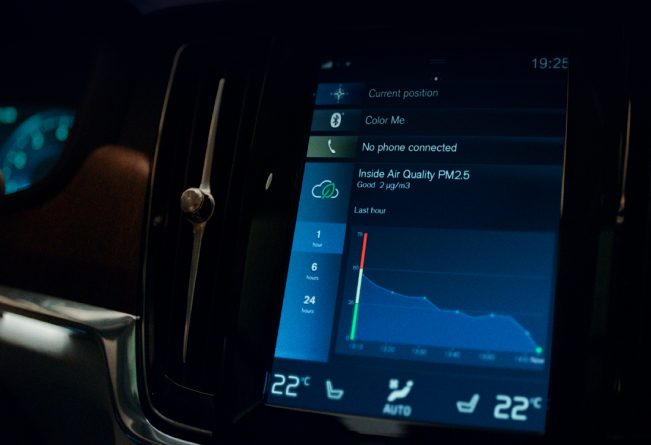 19:25
Current position
Color Me
No phone connected
Inside Air Quality PM2.5
Good 2 µg/m3
Last hour
1
hour
6
hours
24
hours
Now
22°C
AUTO
22°C